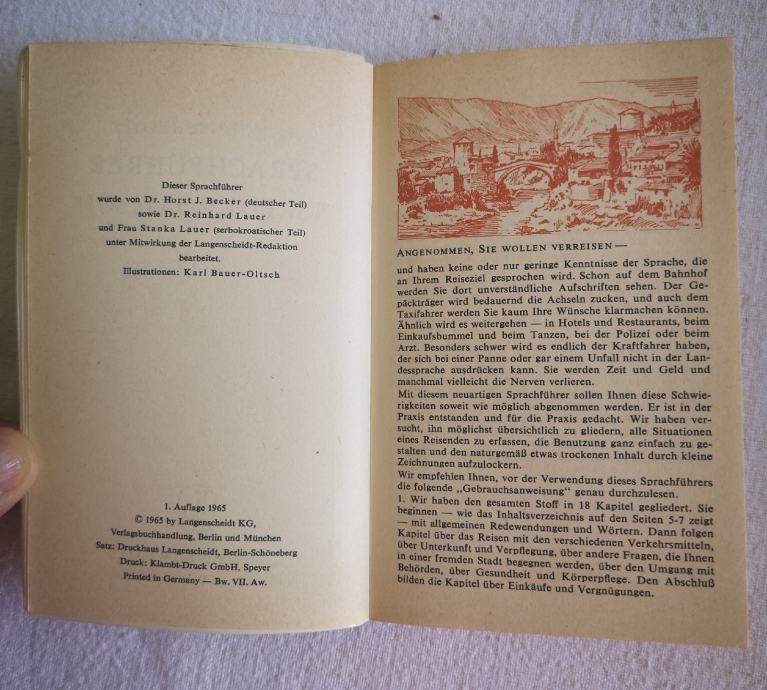 Dieser Sprachführer
wurde von Dr. Horst J. Becker (deutscher Teil)
sowie Dr. Reinhard Lauer
und Frau Stanka Lauer (serbokroatischer Teil)
unter Mitwirkung der Langenscheidt-Redaktion
bearbeitet.
Illustrationen: Karl Bauer-Oltsch
1. Auflage 1965
© 1965 by Langenscheidt KG,
Verlagsbuchhandlung, Berlin und München
Satz: Druckhaus Langenscheidt, Berlin-Schöneberg
Druck: Klambt-Druck GmbH, Speyer
Printed in Germany — Bw. VII. Aw.
ANGENOMMEN, SIE WOLLEN VERREISEN —
und haben keine oder nur geringe Kenntnisse der Sprache, die
an Ihrem Reiseziel gesprochen wird. Schon auf dem Bahnhof
werden Sie dort unverständliche Aufschriften sehen. Der Ge-
päckträger wird bedauernd die Achseln zucken, und auch dem
Taxifahrer werden Sie kaum Ihre Wünsche klarmachen können.
Ähnlich wird es weitergehen — in Hotels und Restaurants, beim
Einkaufsbummel und beim Tanzen, bei der Polizei oder beim
Arzt. Besonders schwer wird es endlich der Kraftfahrer haben,
der sich bei einer Panne oder gar einem Unfall nicht in der Lan-
dessprache ausdrücken kann. Sie werden Zeit und Geld und
manchmal vielleicht die Nerven verlieren.
Mit diesem neuartigen Sprachführer sollen Ihnen diese Schwie-
rigkeiten soweit wie möglich abgenommen werden. Er ist in der
Praxis entstanden und für die Praxis gedacht. Wir haben ver-
sucht, ihn möglichst übersichtlich zu gliedern, alle Situationen
eines Reisenden zu erfassen, die Benutzung ganz einfach zu ge-
stalten und den naturgemäß etwas trockenen Inhalt durch kleine
Zeichnungen aufzulockern.
Wir empfehlen Ihnen, vor der Verwendung dieses Sprachführers
die folgende „Gebrauchsanweisung" genau durchzulesen.
1. Wir haben den gesamten Stoff in 18 Kapitel gegliedert. Sie
beginnen — wie das Inhaltsverzeichnis auf den Seiten 5-7 zeigt
— mit allgemeinen Redewendungen und Wörtern. Dann folgen
Kapitel über das Reisen mit den verschiedenen Verkehrsmitteln,
über Unterkunft und Verpflegung, über andere Fragen, die Ihnen
in einer fremden Stadt begegnen werden, über den Umgang mit
Behörden, über Gesundheit und Körperpflege. Den Abschluß
bilden die Kapitel über Einkäufe und Vergnügungen.